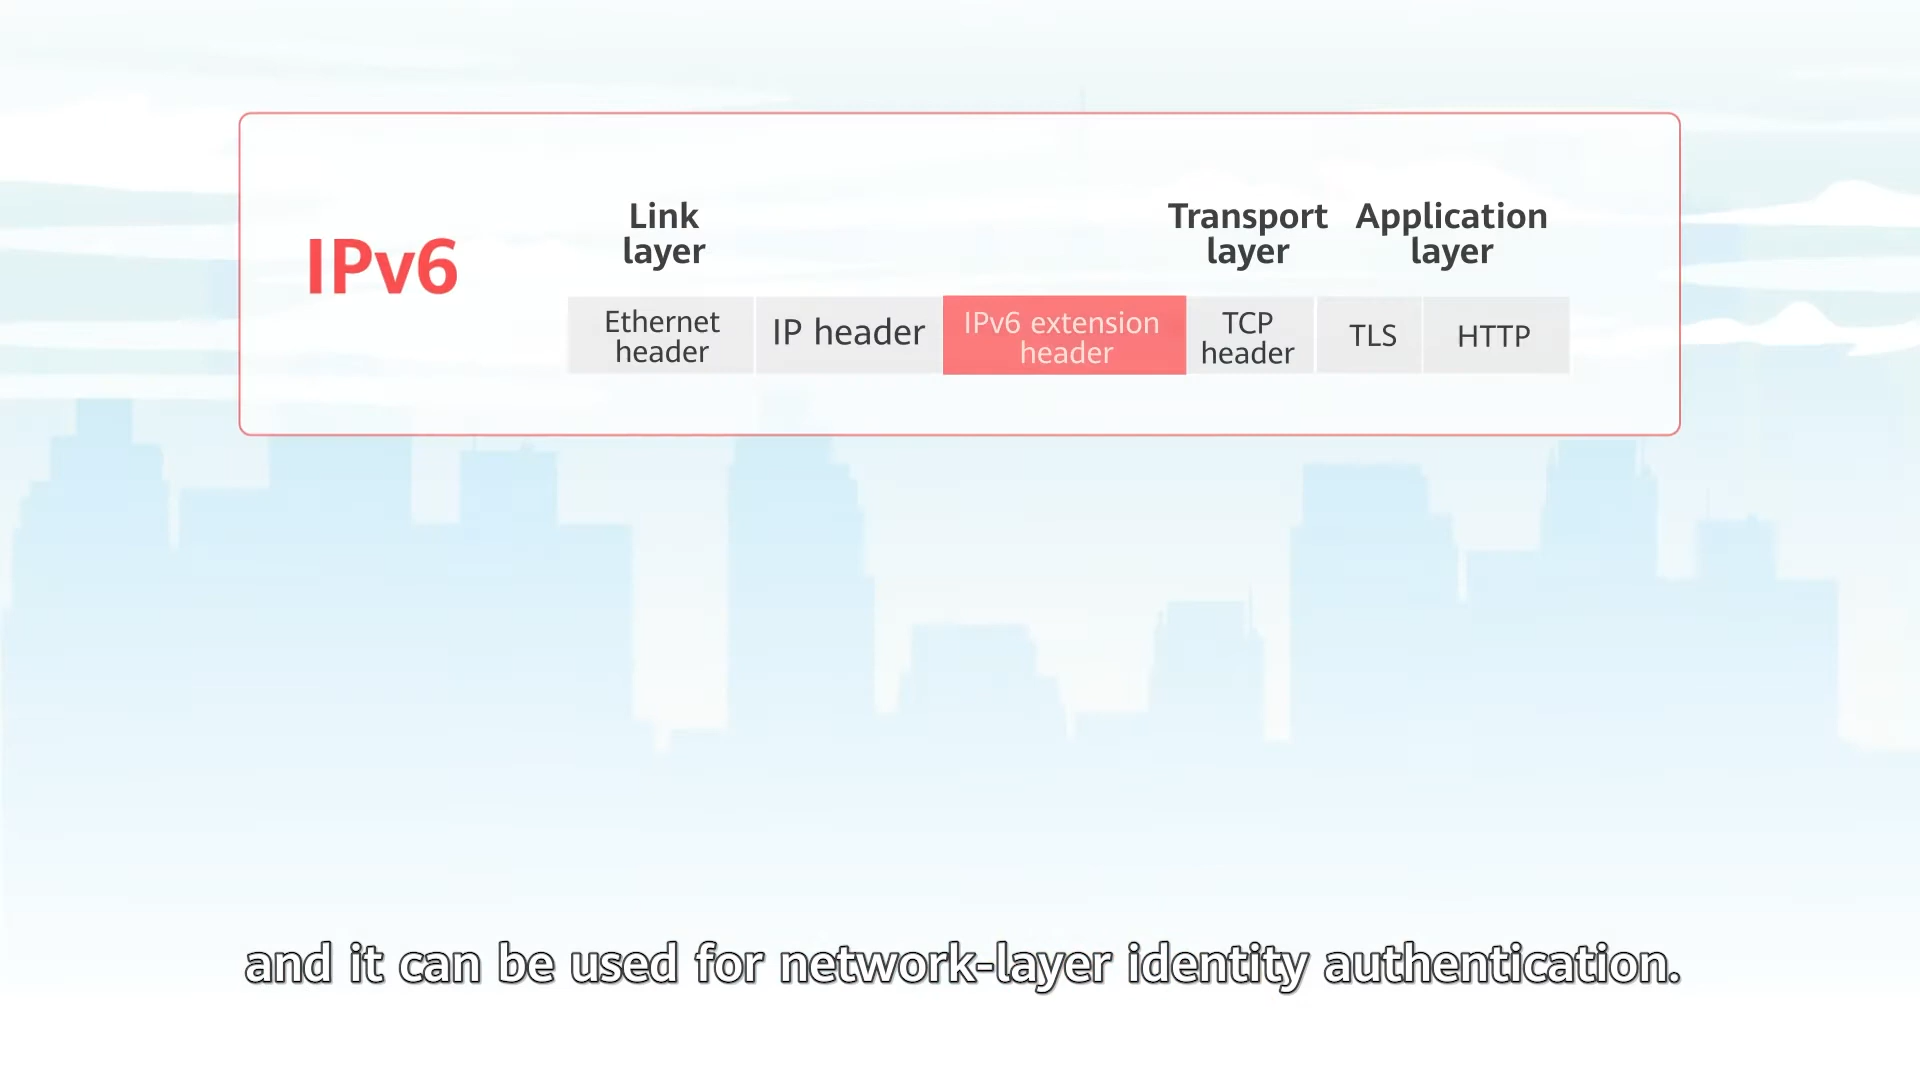 IPv6
Link
layer
Transport
layer
Application
layer
Ethernet
header
IP header
IPv6 extension
header
TCP
header
TLS
HTTP
and it can be used for network-layer identity authentication.